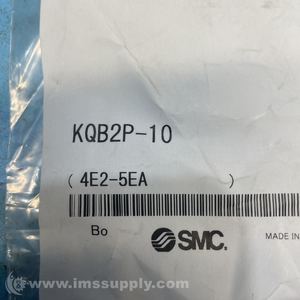 KQB2P-10
( 4E2-5EA )
Bo SMC. MADE IN
© www.imssupply.com